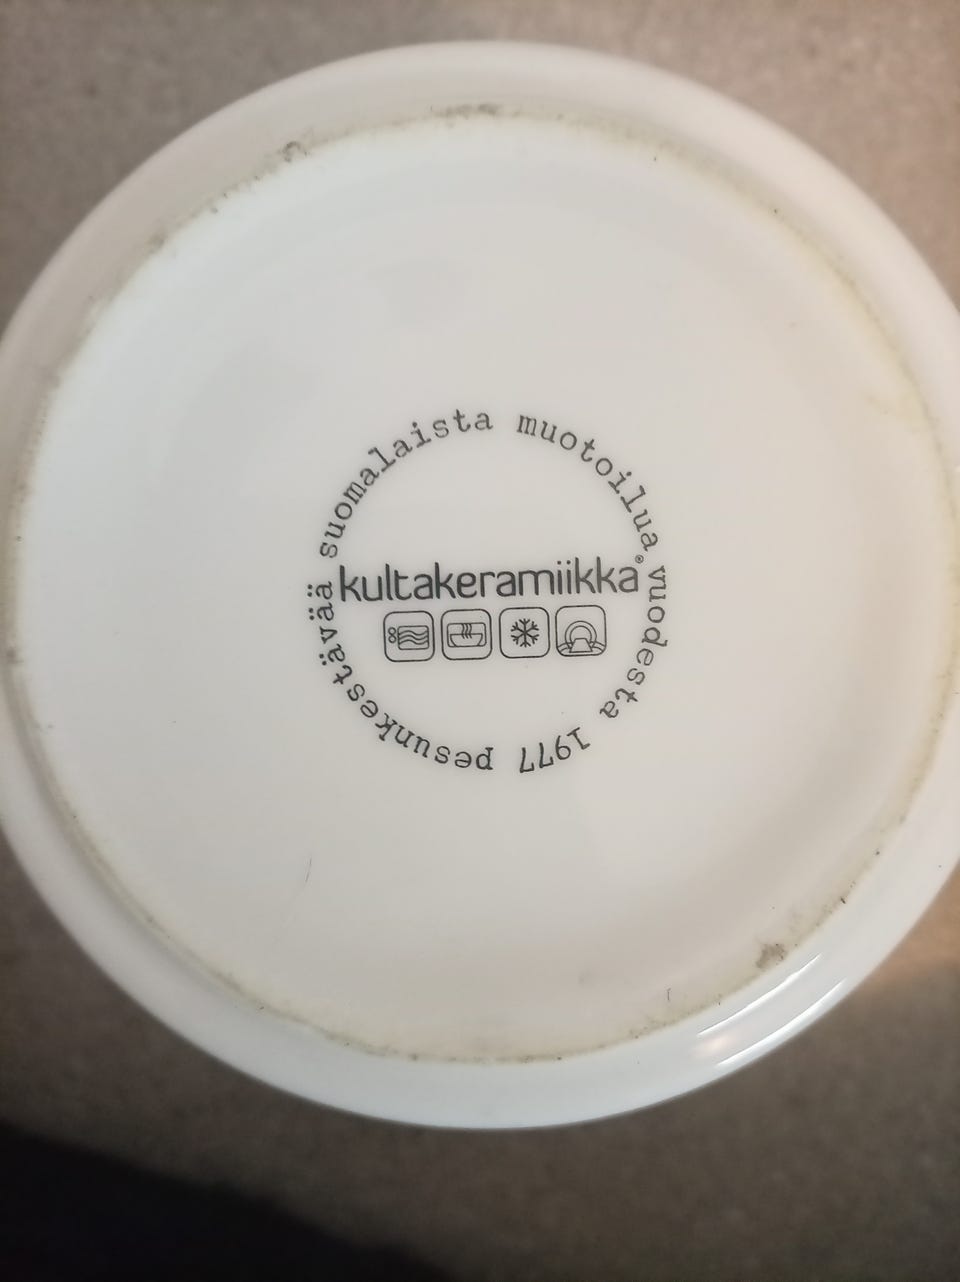 suomalaista muotoilua vuodesta 1977 pesunkestävää
kultakeramiikka®